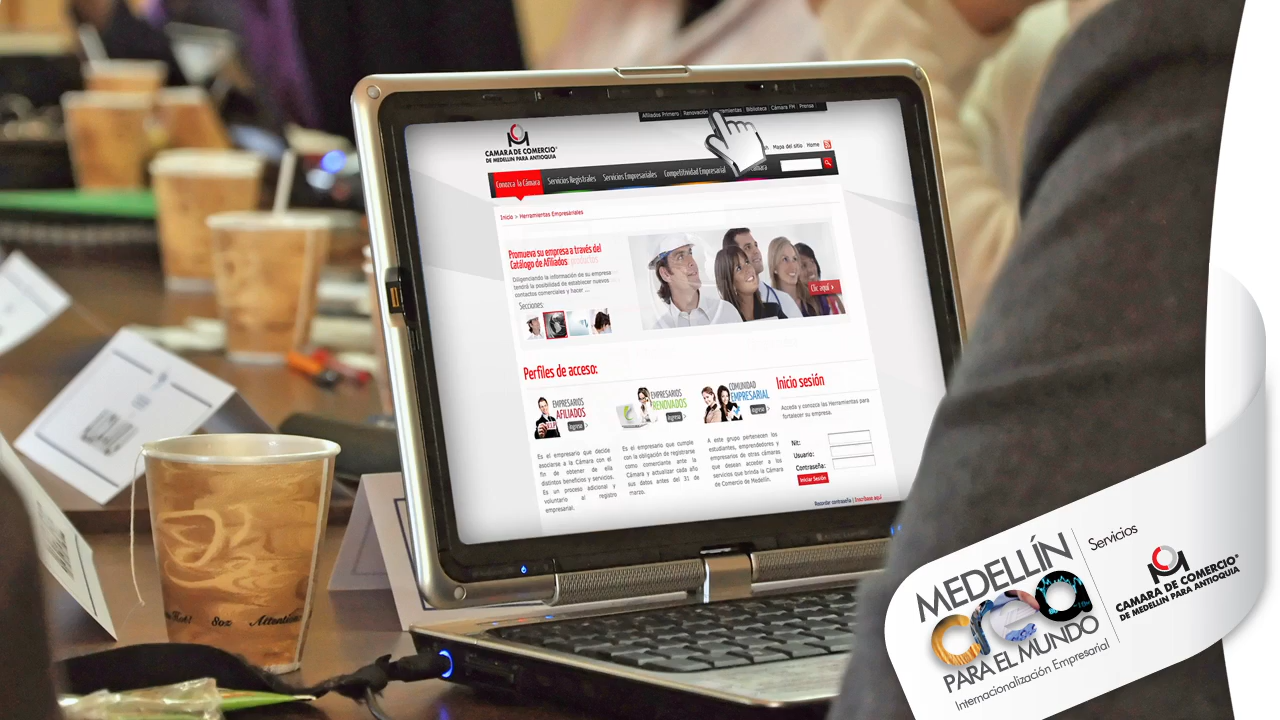 Afiliados Primero | Renovación
Biblioteca | Cámara FM | Prensa
CAMARA DE COMERCIO®
DE MEDELLIN PARA ANTIOQUIA
Mapa del sitio Home
Conozca la Cámara
Servicios Registrales
Servicios Empresariales
Competitividad Empresarial
Inicio > Herramientas Empresariales
Promueva su empresa a través del
Catálogo de Afiliados
Diligenciando la información de su empresa
tendrá la posibilidad de establecer nuevos
contactos comerciales y hacer ...
Secciones:
Clic aquí >
Perfiles de acceso:
EMPRESARIOS
AFILIADOS
Ingrese
Es el empresario que decide
asociarse a la Cámara con el
fin de obtener de ella
distintos beneficios y servicios.
Es un proceso adicional y
voluntario al registro
empresarial.
EMPRESARIOS
RENOVADOS
Ingrese
Es el empresario que cumple
con la obligación de registrarse
como comerciante ante la
Cámara y actualizar cada año
sus datos antes del 31 de
marzo.
COMUNIDAD
EMPRESARIAL
Ingrese
A este grupo pertenecen los
estudiantes, emprendedores y
empresarios de otras cámaras
que desean acceder a los
servicios que brinda la Cámara
de Comercio de Medellín.
Inicio sesión
Acceda y conozca las Herramientas para
fortalecer su empresa.
Nit:
Usuario:
Contraseña:
Iniciar Sesión
Recordar contraseña | Inscríbase aquí
8oz
MEDELLÍN
crea
PARA EL MUNDO
Internacionalización Empresarial
Servicios
CAMARA DE COMERCIO®
DE MEDELLIN PARA ANTIOQUIA